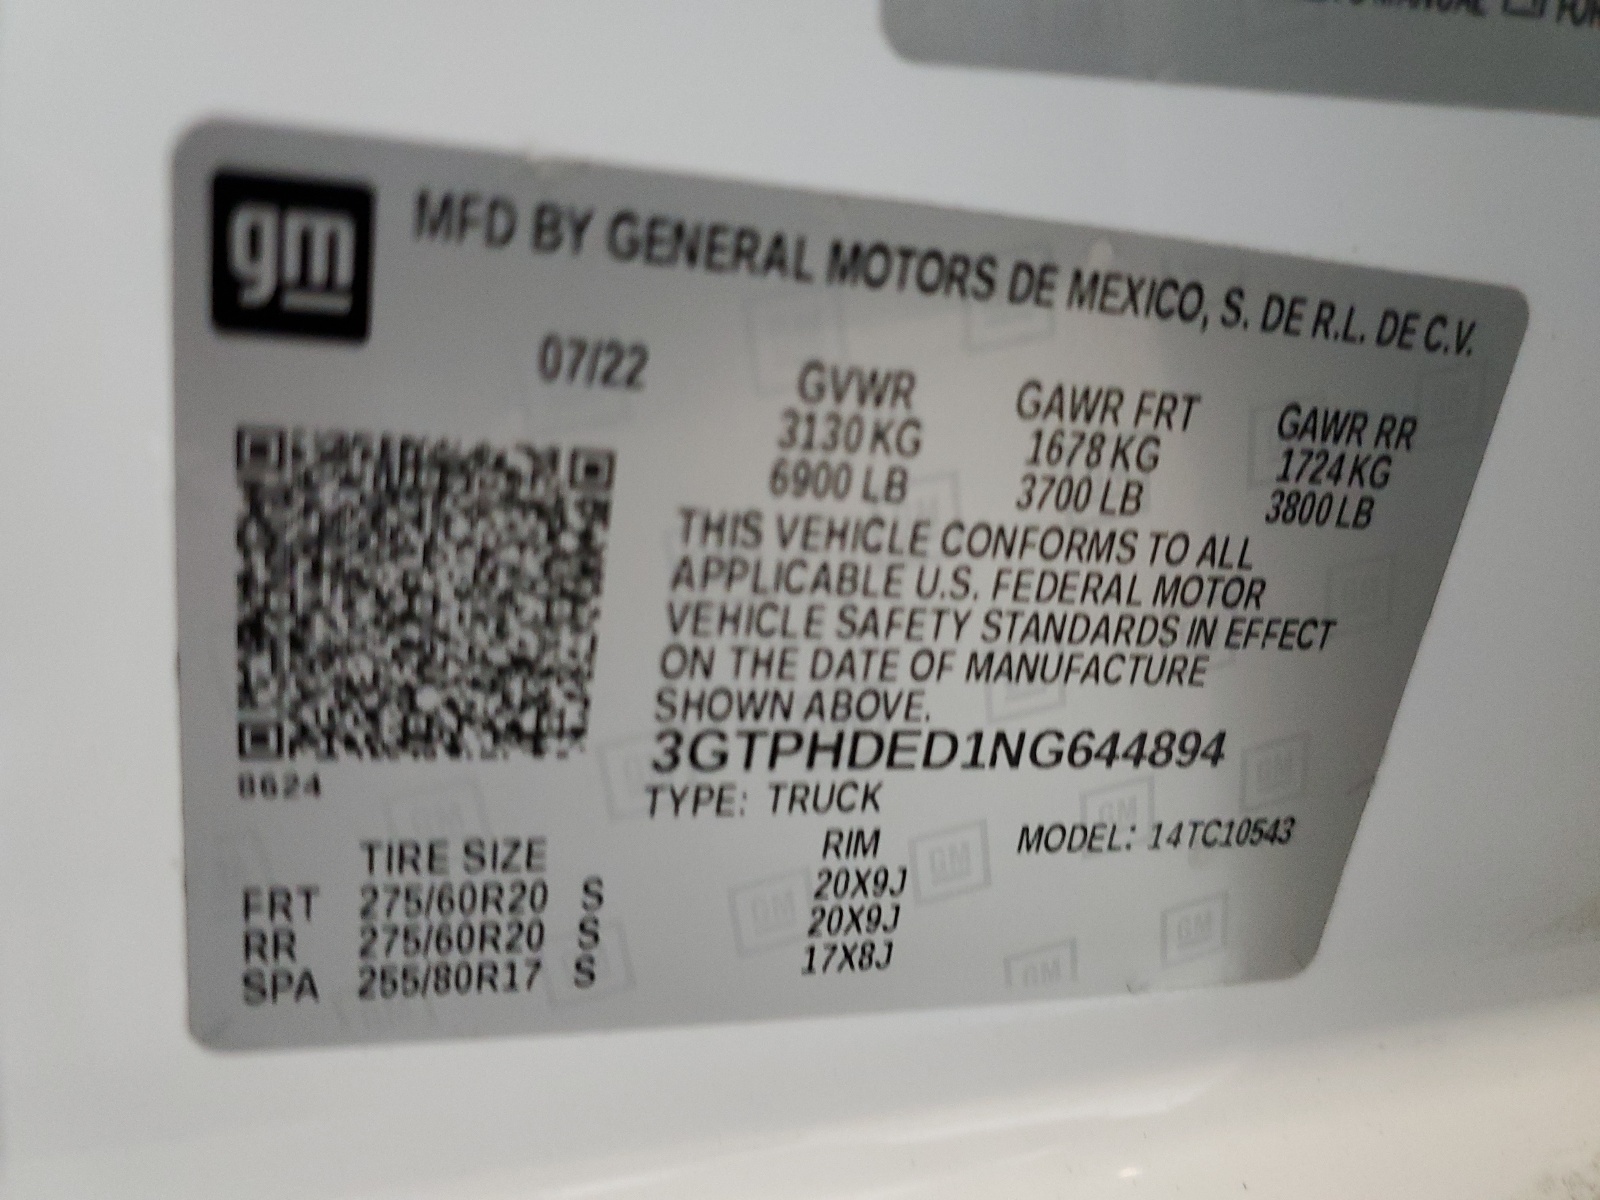 gm
MFD BY GENERAL MOTORS DE MEXICO, S. DE R.L. DE C.V.
07/22
GVWR GAWR FRT GAWR RR
3130 KG 1678 KG 1724 KG
6900 LB 3700 LB 3800 LB
THIS VEHICLE CONFORMS TO ALL
APPLICABLE U.S. FEDERAL MOTOR
VEHICLE SAFETY STANDARDS IN EFFECT
ON THE DATE OF MANUFACTURE
SHOWN ABOVE.
3GTPHDED1NG644894
8624
TYPE: TRUCK
TIRE SIZE RIM MODEL: 14TC10543
FRT 275/60R20 S 20X9J
RR 275/60R20 S 20X9J
SPA 255/80R17 S 17X8J